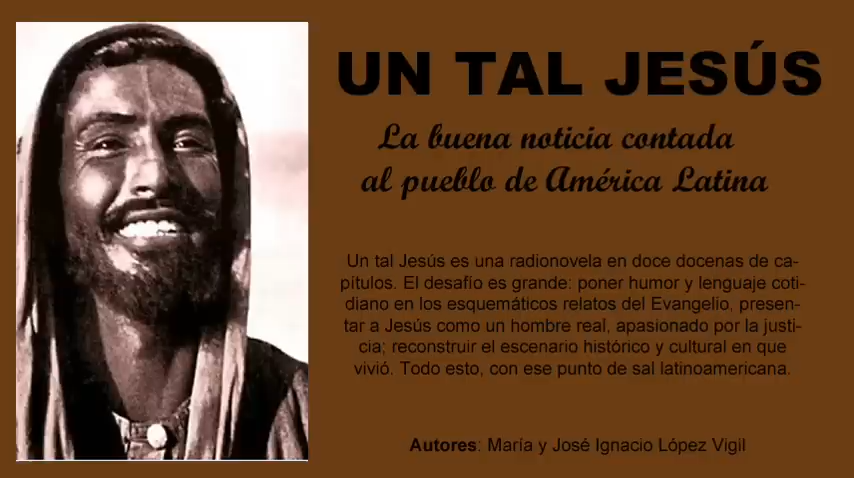 UN TAL JESÚS
La buena noticia contada
al pueblo de América Latina
Un tal Jesús es una radionovela en doce docenas de ca-
pítulos. El desafío es grande: poner humor y lenguaje coti-
diano en los esquemáticos relatos del Evangelio, presen-
tar a Jesús como un hombre real, apasionado por la justi-
cia; reconstruir el escenario histórico y cultural en que
vivió. Todo esto, con ese punto de sal latinoamericana.
Autores: María y José Ignacio López Vigil